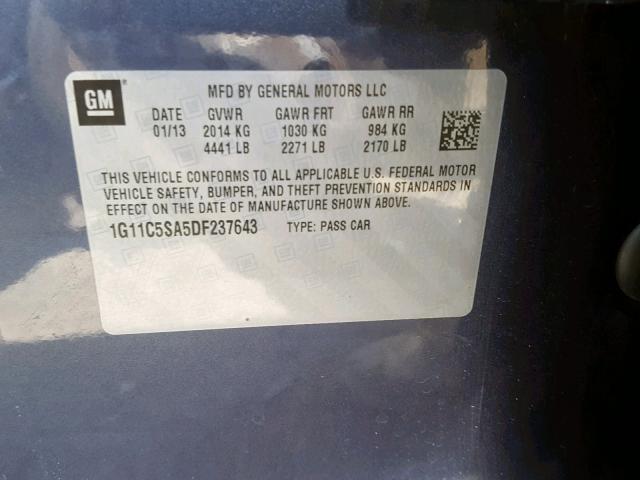 GM
MFD BY GENERAL MOTORS LLC
DATE GVWR GAWR FRT GAWR RR
01/13 2014 KG 1030 KG 984 KG
4441 LB 2271 LB 2170 LB
THIS VEHICLE CONFORMS TO ALL APPLICABLE U.S. FEDERAL MOTOR
VEHICLE SAFETY, BUMPER, AND THEFT PREVENTION STANDARDS IN
EFFECT ON THE DATE OF MANUFACTURE SHOWN ABOVE.
1G11C5SA5DF237643 TYPE: PASS CAR